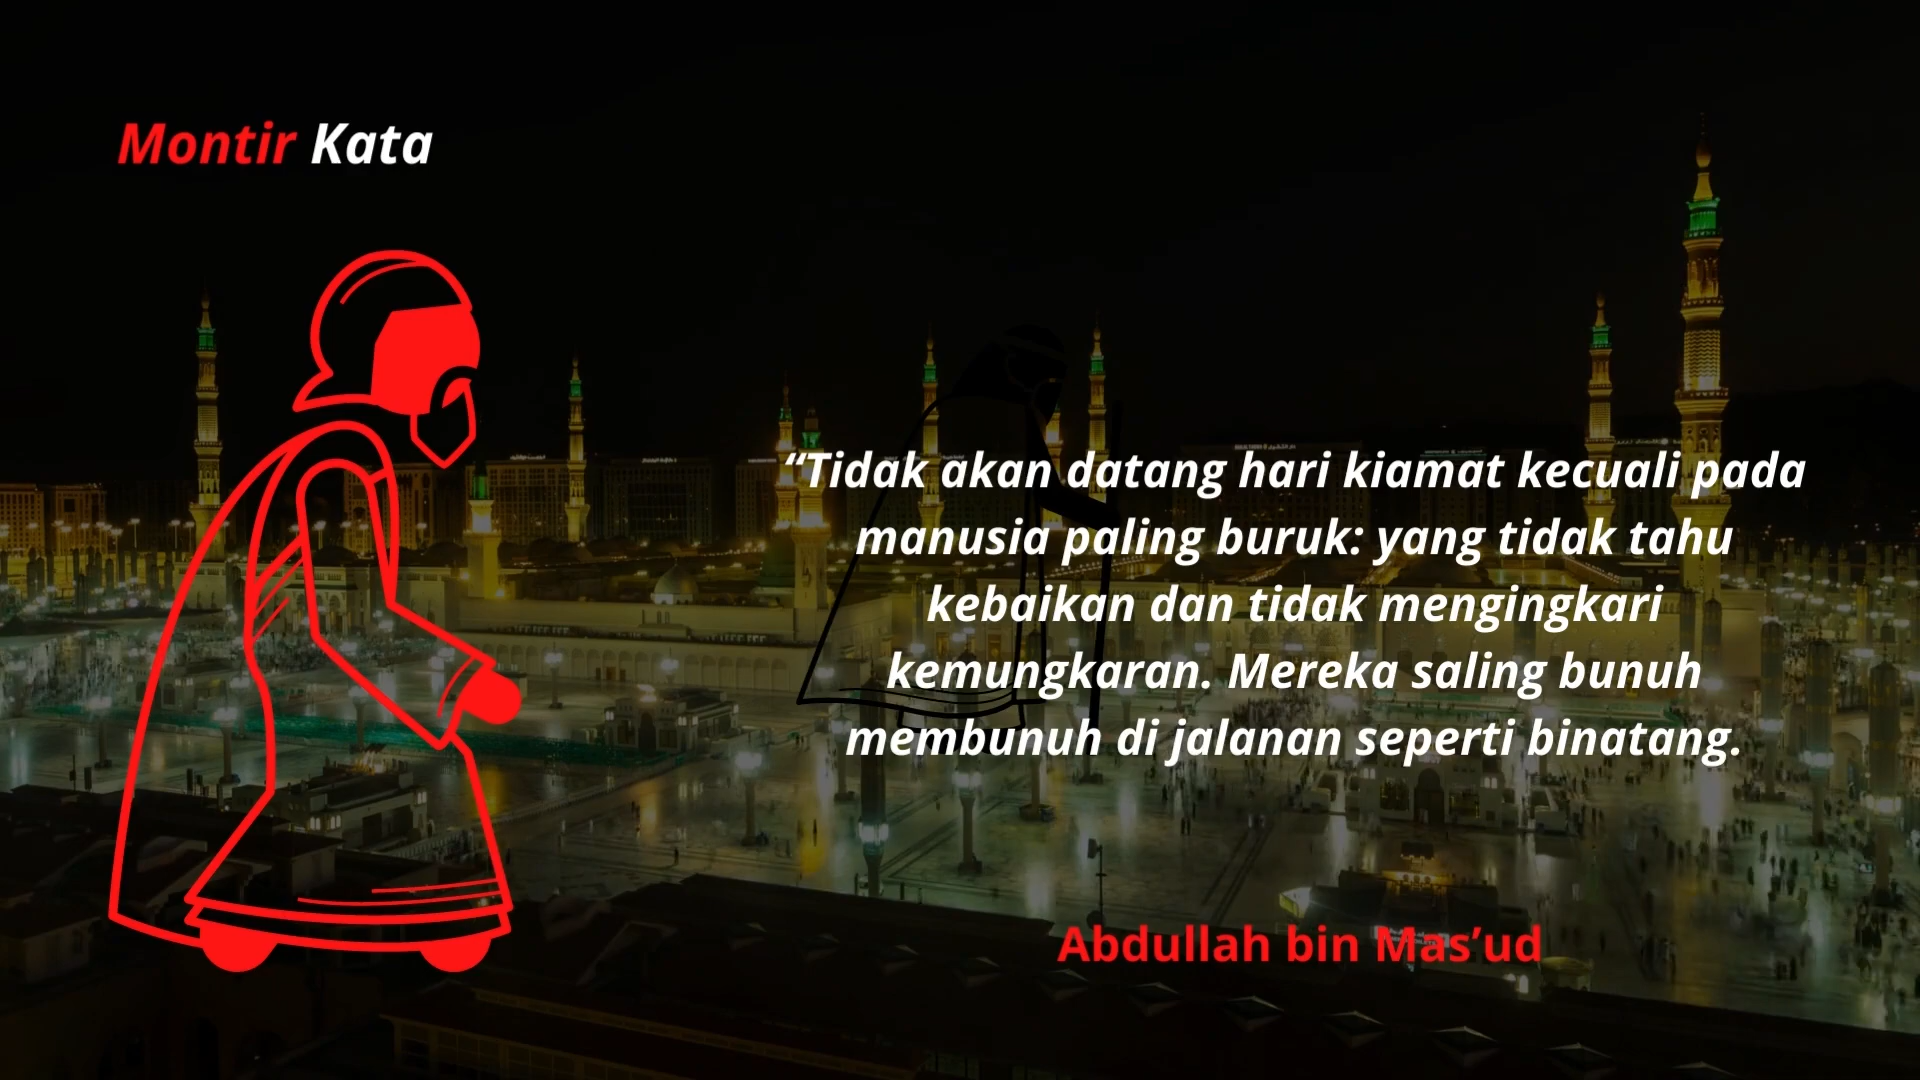 Montir Kata
“Tidak akan datang hari kiamat kecuali pada
manusia paling buruk: yang tidak tahu
kebaikan dan tidak mengingkari
kemungkaran. Mereka saling bunuh
membunuh di jalanan seperti binatang.
Abdullah bin Mas’ud